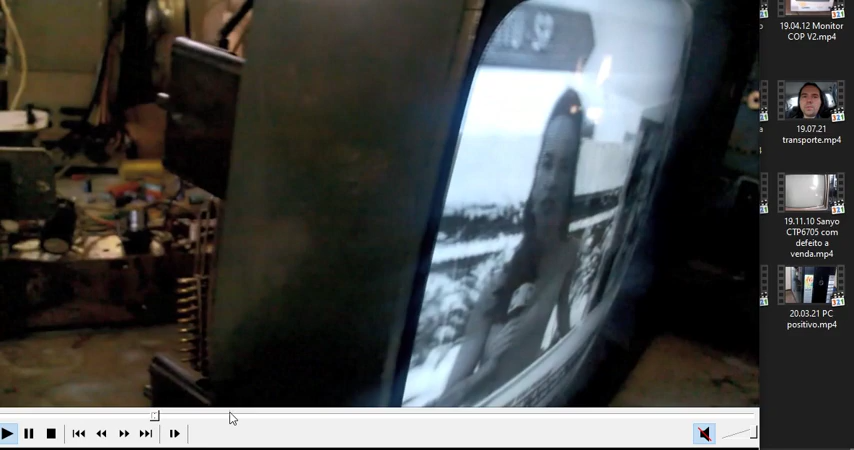 19.04.12 Monitor
COP V2.mp4
19.07.21
transporte.mp4
19.11.10 Sanyo
CTP6705 com
defeito a
venda.mp4
20.03.21 PC
positivo.mp4